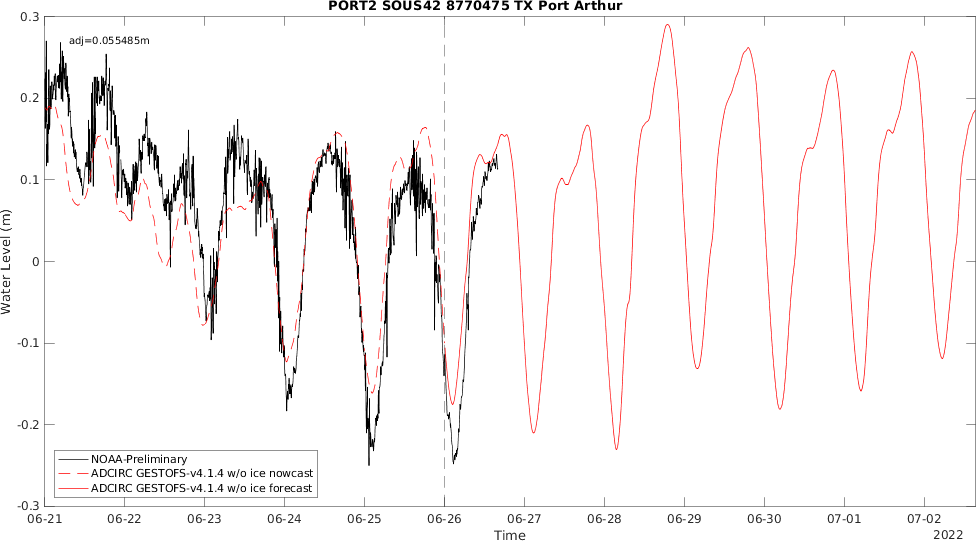 PORT2 SOUS42 8770475 TX Port Arthur
adj=0.055485m
0.3
0.2
0.1
0
-0.1
-0.2
-0.3
Water Level (m)
NOAA-Preliminary
ADCIRC GESTOFS-v4.1.4 w/o ice nowcast
ADCIRC GESTOFS-v4.1.4 w/o ice forecast
06-21 06-22 06-23 06-24 06-25 06-26 06-27 06-28 06-29 06-30 07-01 07-02
Time
2022